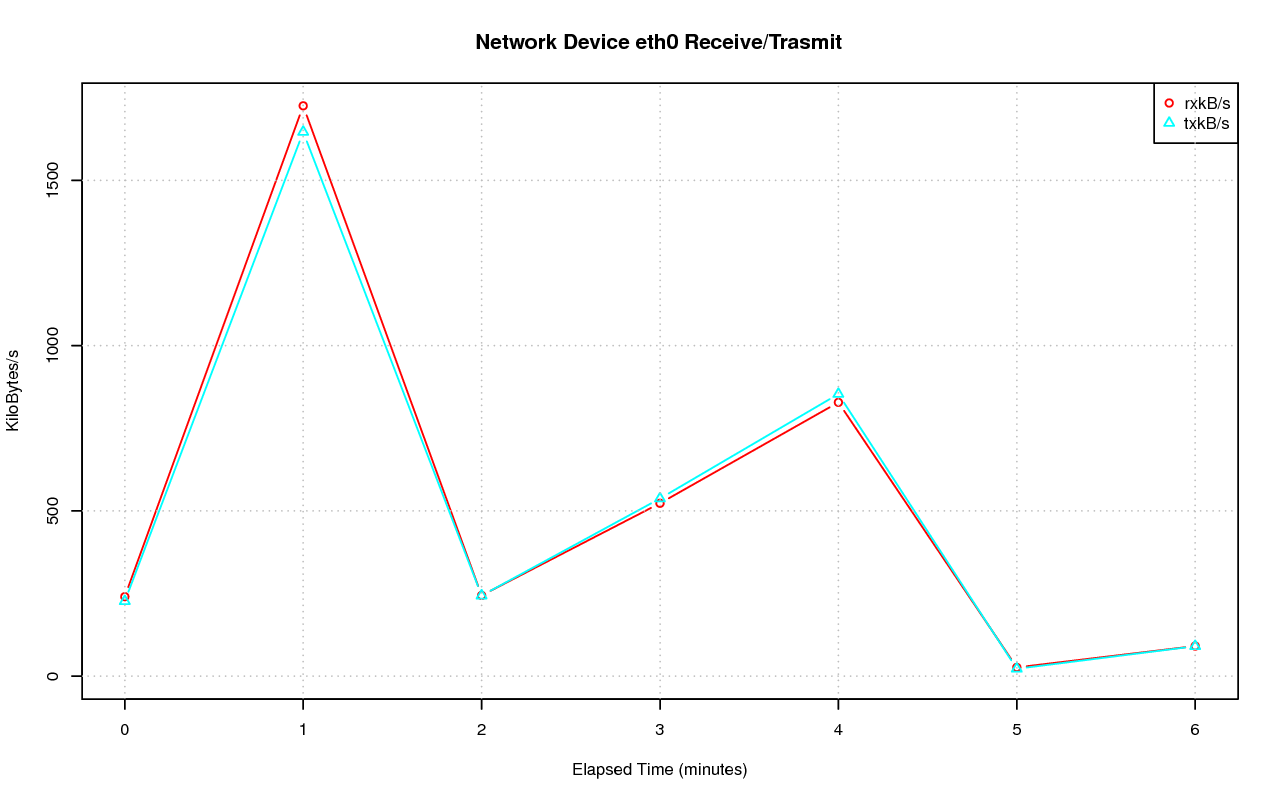 Network Device eth0 Receive/Trasmit
rxkB/s
txkB/s
KiloBytes/s
1500
1000
500
0
0 1 2 3 4 5 6
Elapsed Time (minutes)